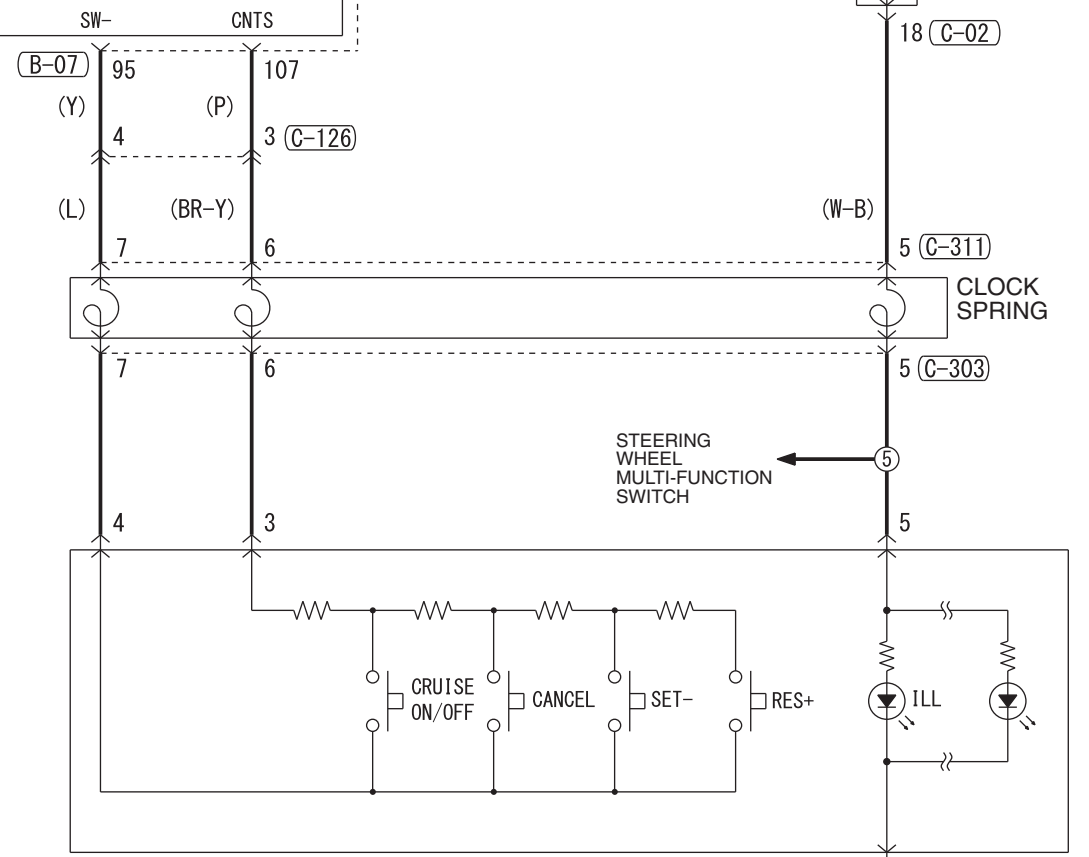 SW- CNTS
18 C-02
B-07 95 107
(Y) (P)
4 3 C-126
(L) (BR-Y) (W-B)
7 6 5 C-311
CLOCK
SPRING
7 6 5 C-303
STEERING
WHEEL
MULTI-FUNCTION
SWITCH
5
4 3 5
CRUISE
ON/OFF
CANCEL
SET-
RES+
ILL